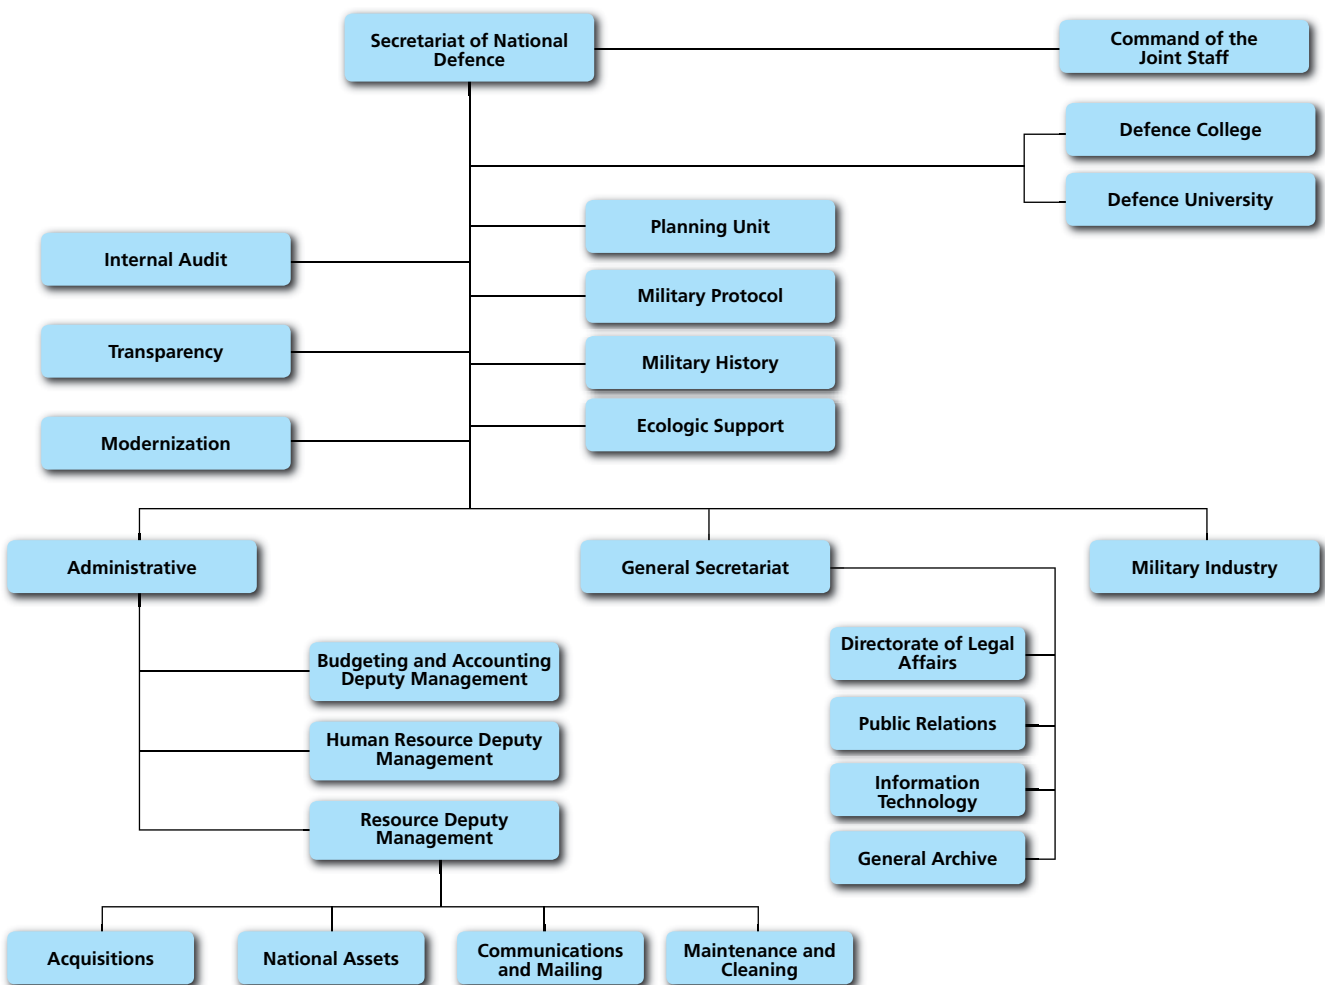 Secretariat of National
Defence
Command of the
Joint Staff
Defence College
Defence University
Planning Unit
Internal Audit
Military Protocol
Transparency
Military History
Ecologic Support
Modernization
Administrative
General Secretariat
Military Industry
Budgeting and Accounting
Deputy Management
Human Resource Deputy
Management
Resource Deputy
Management
Directorate of Legal
Affairs
Public Relations
Information
Technology
General Archive
Acquisitions
National Assets
Communications
and Mailing
Maintenance and
Cleaning